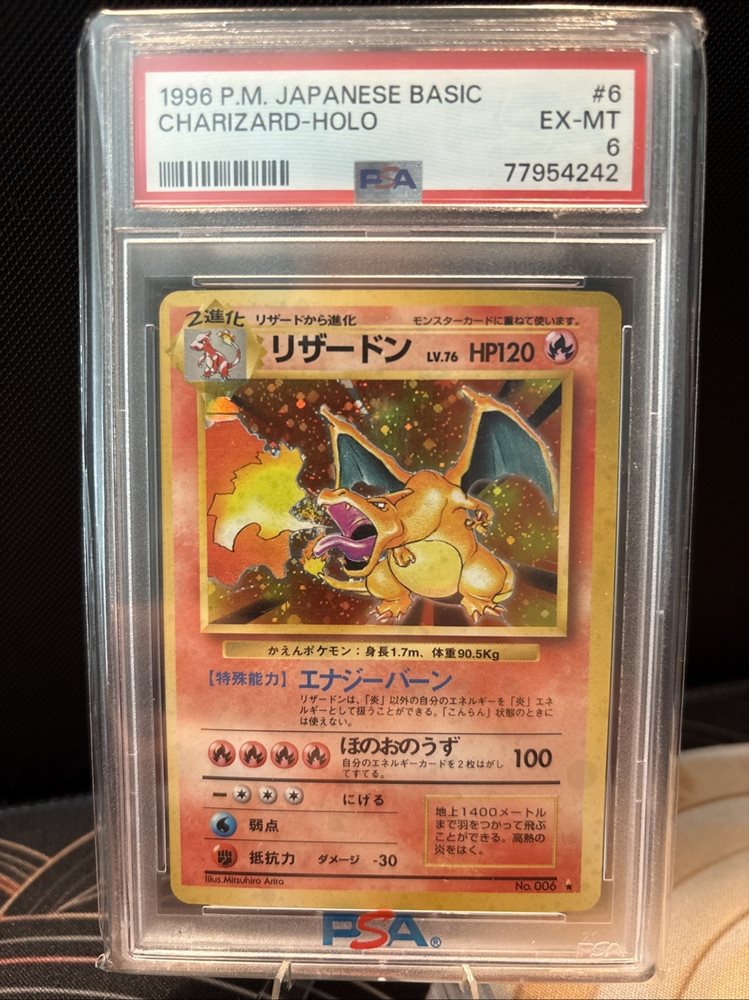 1996 P.M. JAPANESE BASIC #6
CHARIZARD-HOLO EX-MT
6
PSA 77954242
2進化 リザードから進化 モンスターカードに重ねて使います。
リザードン LV.76 HP120
かえんポケモン:身長1.7m、体重90.5Kg
【特殊能力】エナジーバーン
リザードンは、「炎」以外の自分のエネルギーを「炎」エネ
ルギーとして扱うことができる。「こんらん」状態のときに
は使えない。
ほのおのうず 100
自分のエネルギーカードを2枚はがし
てすてる。
にげる
弱点
抵抗力 ダメージ -30
地上1400メートル
まで羽をつかって飛ぶ
ことができる。高熱の
炎をはく。
Illus Mitsuhiro Arita No. 006 ★
PSA®
PSA